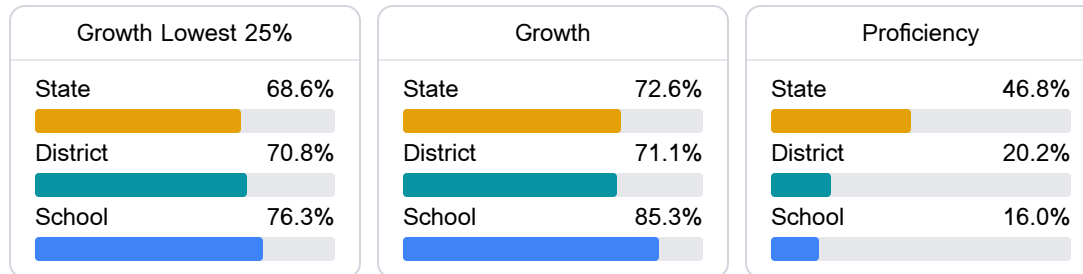 Growth Lowest 25%
State 68.6%
District 70.8%
School 76.3%
Growth
State 72.6%
District 71.1%
School 85.3%
Proficiency
State 46.8%
District 20.2%
School 16.0%